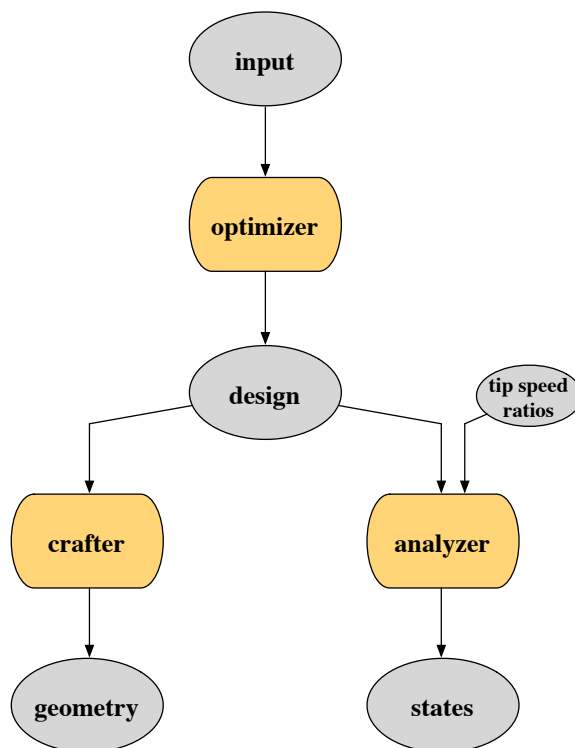 input
optimizer
design
tip speed
ratios
crafter
analyzer
geometry
states